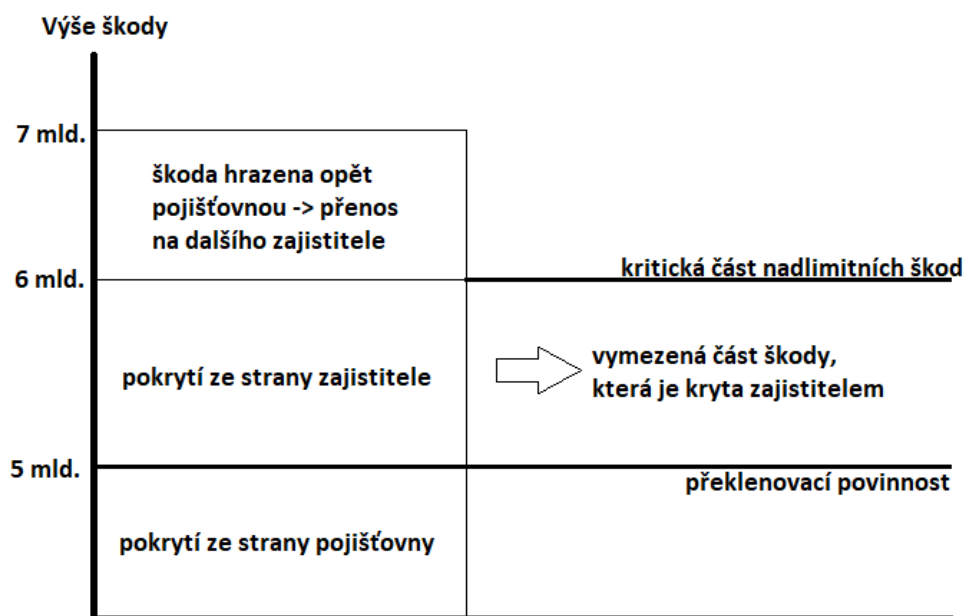 Výše škody
7 mld.
škoda hrazena opět
pojišťovnou -> přenos
na dalšího zajistitele
6 mld.
kritická část nadlimitních škod
pokrytí ze strany zajistitele
vymezená část škody,
která je kryta zajistitelem
5 mld.
překlenovací povinnost
pokrytí ze strany pojišťovny